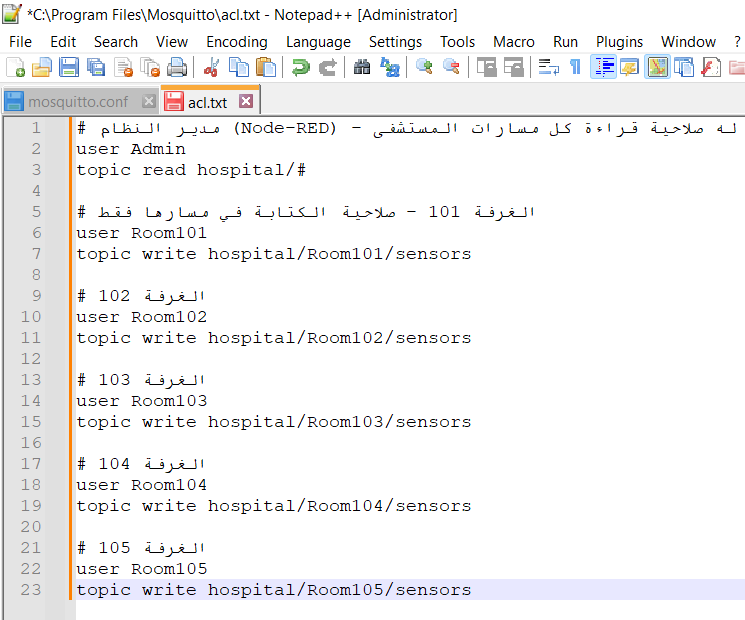 *C:\Program Files\Mosquitto\acl.txt - Notepad++ [Administrator]
File Edit Search View Encoding Language Settings Tools Macro Run Plugins Window ?
mosquitto.conf acl.txt
1 # مدير النظام (Node-RED) - له صلاحية قراءة كل مسارات المستشفى
2 user Admin
3 topic read hospital/#
4
5 # الغرفة 101 - صلاحية الكتابة في مسارها فقط
6 user Room101
7 topic write hospital/Room101/sensors
8
9 # الغرفة 102
10 user Room102
11 topic write hospital/Room102/sensors
12
13 # الغرفة 103
14 user Room103
15 topic write hospital/Room103/sensors
16
17 # الغرفة 104
18 user Room104
19 topic write hospital/Room104/sensors
20
21 # الغرفة 105
22 user Room105
23 topic write hospital/Room105/sensors